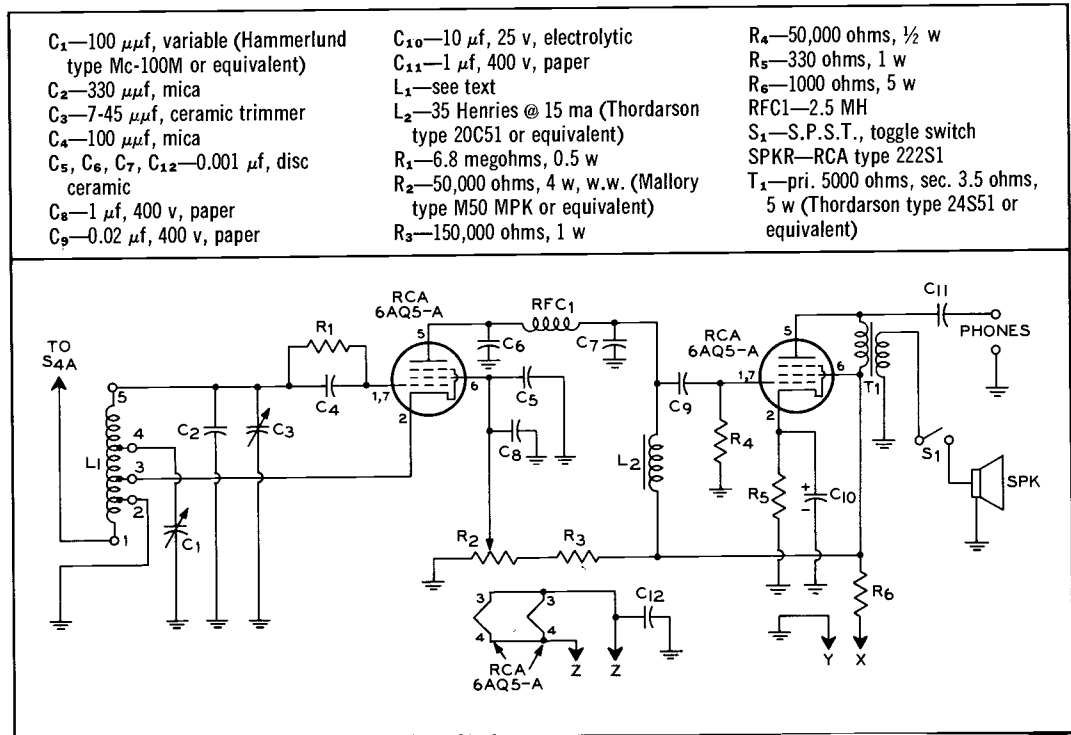 C₁—100 μμf, variable (Hammerlund
type Mc-100M or equivalent)
C₂—330 μμf, mica
C₃—7-45 μμf, ceramic trimmer
C₄—100 μμf, mica
C₅, C₆, C₇, C₁₂—0.001 μf, disc
ceramic
C₈—1 μf, 400 v, paper
C₉—0.02 μf, 400 v, paper
C₁₀—10 μf, 25 v, electrolytic
C₁₁—1 μf, 400 v, paper
L₁—see text
L₂—35 Henries @ 15 ma (Thordarson
type 20C51 or equivalent)
R₁—6.8 megohms, 0.5 w
R₂—50,000 ohms, 4 w, w.w. (Mallory
type M50 MPK or equivalent)
R₃—150,000 ohms, 1 w
R₄—50,000 ohms, ½ w
R₅—330 ohms, 1 w
R₆—1000 ohms, 5 w
RFC1—2.5 MH
S₁—S.P.S.T., toggle switch
SPKR—RCA type 222S1
T₁—pri. 5000 ohms, sec. 3.5 ohms,
5 w (Thordarson type 24S51 or
equivalent)
TO
S4A
5
4
3
2
1
L1
C₁
C₂
C₃
R₁
C₄
RCA
6AQ5-A
5
1,7
2
6
C₆
RFC₁
C₇
C₅
C₈
R₂
R₃
L₂
C₉
R₄
RCA
6AQ5-A
5
1,7
2
6
R₅
+
–
C₁₀
T₁
C₁₁
PHONES
S₁
SPK
R₆
Y
X
3
4
3
4
RCA
6AQ5-A
Z
Z
C₁₂